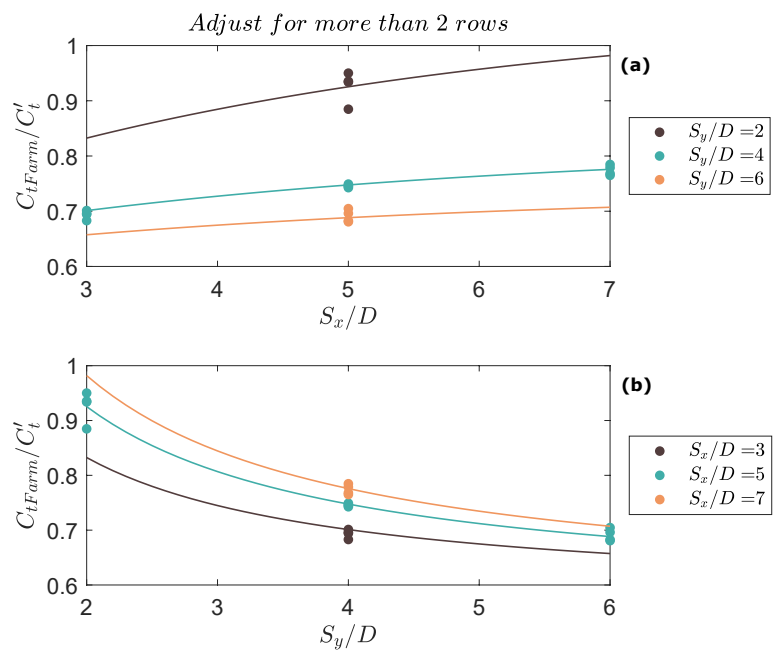 Adjust for more than 2 rows
(a)
1
0.9
0.8
0.7
0.6
C_{tFarm}/C'_t
3
4
5
6
7
S_x/D
S_y/D =2
S_y/D =4
S_y/D =6
(b)
1
0.9
0.8
0.7
0.6
C_{tFarm}/C'_t
2
3
4
5
6
S_y/D
S_x/D =3
S_x/D =5
S_x/D =7